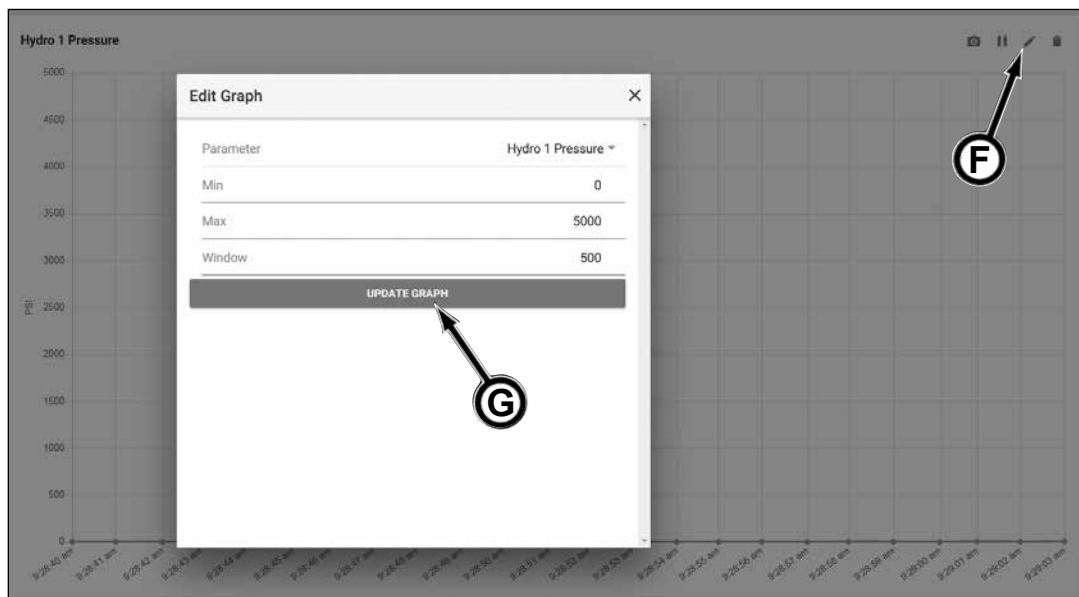 Hydro 1 Pressure
5000
4500
4000
3500
3000
2500
2000
1500
1000
500
0
PSI
Edit Graph
Parameter Hydro 1 Pressure
Min 0
Max 5000
Window 500
UPDATE GRAPH
F
G
9:28:40 am
9:28:41 am
9:28:42 am
9:28:43 am
9:28:44 am
9:28:45 am
9:28:46 am
9:28:47 am
9:28:48 am
9:28:49 am
9:28:50 am
9:28:51 am
9:28:52 am
9:28:53 am
9:28:54 am
9:28:55 am
9:28:56 am
9:28:57 am
9:28:58 am
9:28:59 am
9:29:00 am
9:29:01 am
9:29:02 am
9:29:03 am